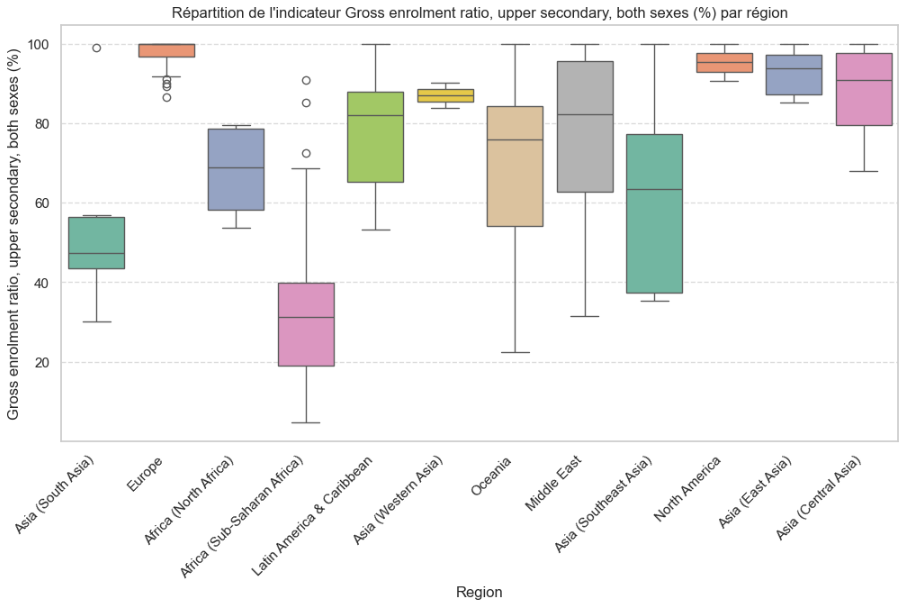 Répartition de l'indicateur Gross enrolment ratio, upper secondary, both sexes (%) par région
Gross enrolment ratio, upper secondary, both sexes (%)
100
80
60
40
20
Asia (South Asia)
Europe
Africa (North Africa)
Africa (Sub-Saharan Africa)
Latin America & Caribbean
Asia (Western Asia)
Oceania
Middle East
Asia (Southeast Asia)
North America
Asia (East Asia)
Asia (Central Asia)
Region